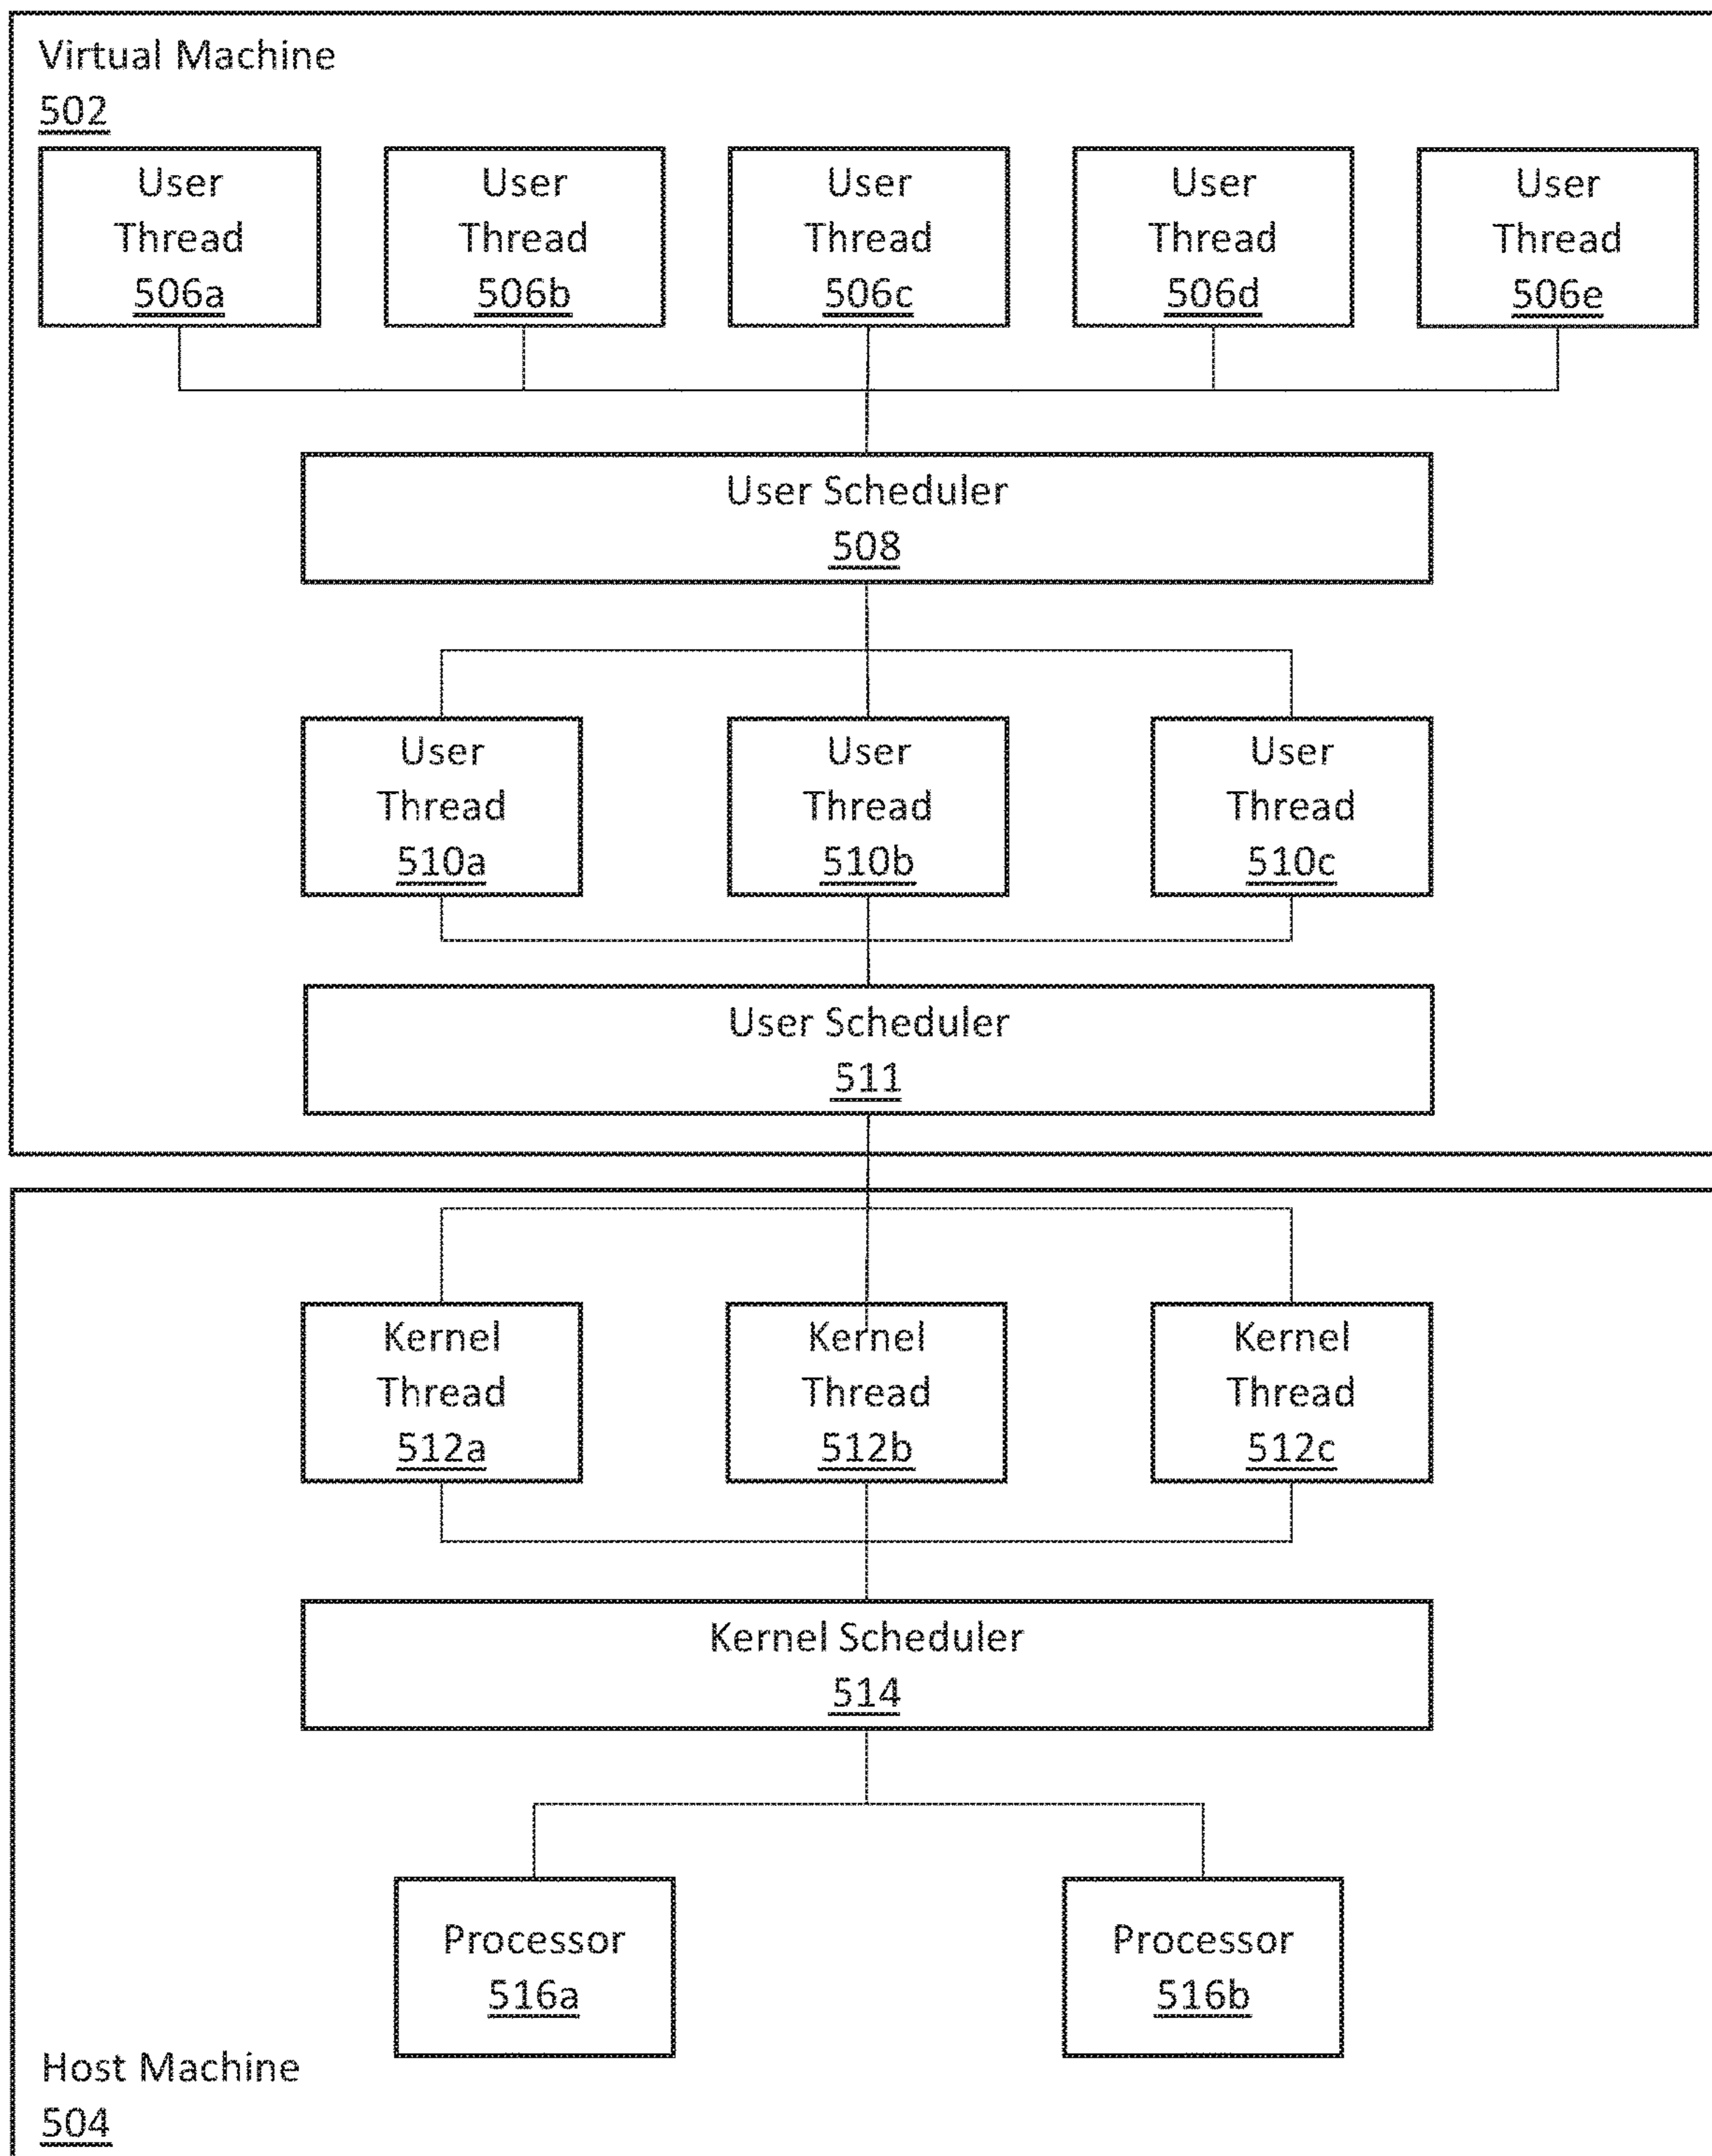 Virtual Machine
502
User
Thread
506a
User
Thread
506b
User
Thread
506c
User
Thread
506d
User
Thread
506e
User Scheduler
508
User
Thread
510a
User
Thread
510b
User
Thread
510c
User Scheduler
511
Kernel
Thread
512a
Kernel
Thread
512b
Kernel
Thread
512c
Kernel Scheduler
514
Processor
516a
Processor
516b
Host Machine
504